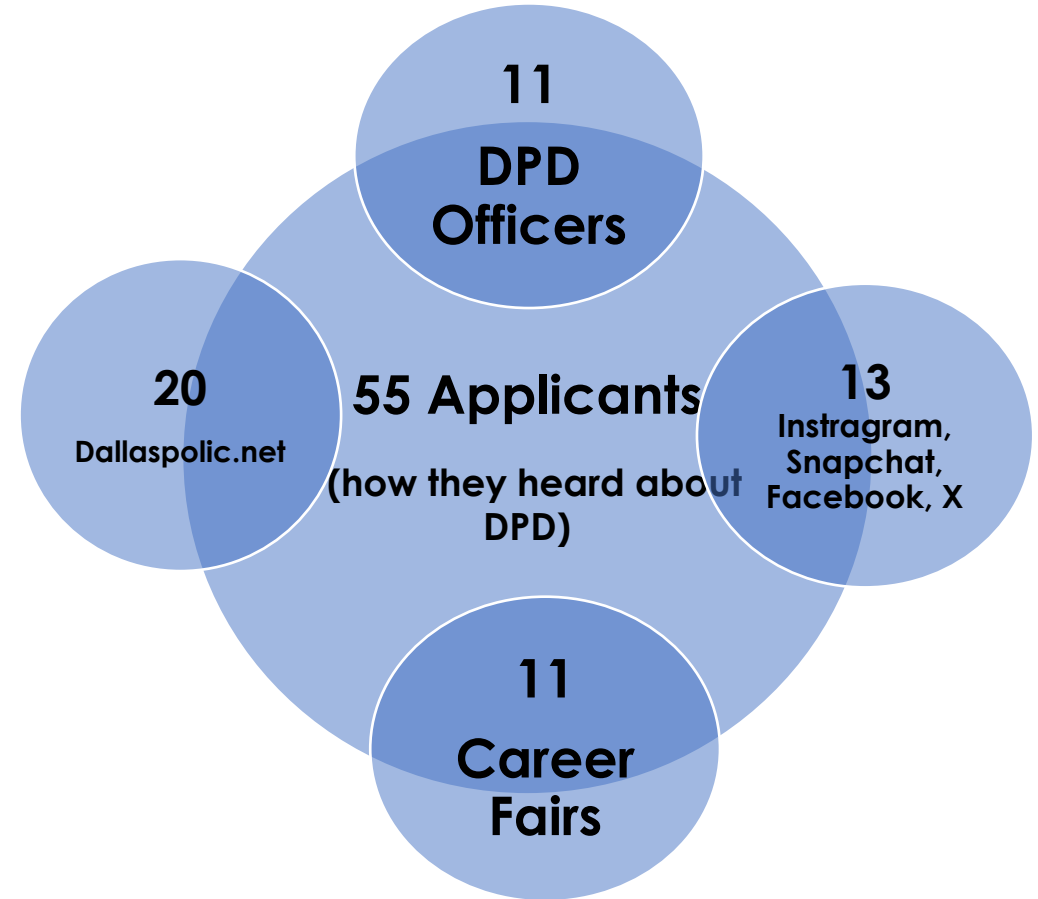 11
DPD
Officers
20
Dallaspolic.net
55 Applicants
(how they heard about
DPD)
13
Instragram,
Snapchat,
Facebook, X
11
Career
Fairs